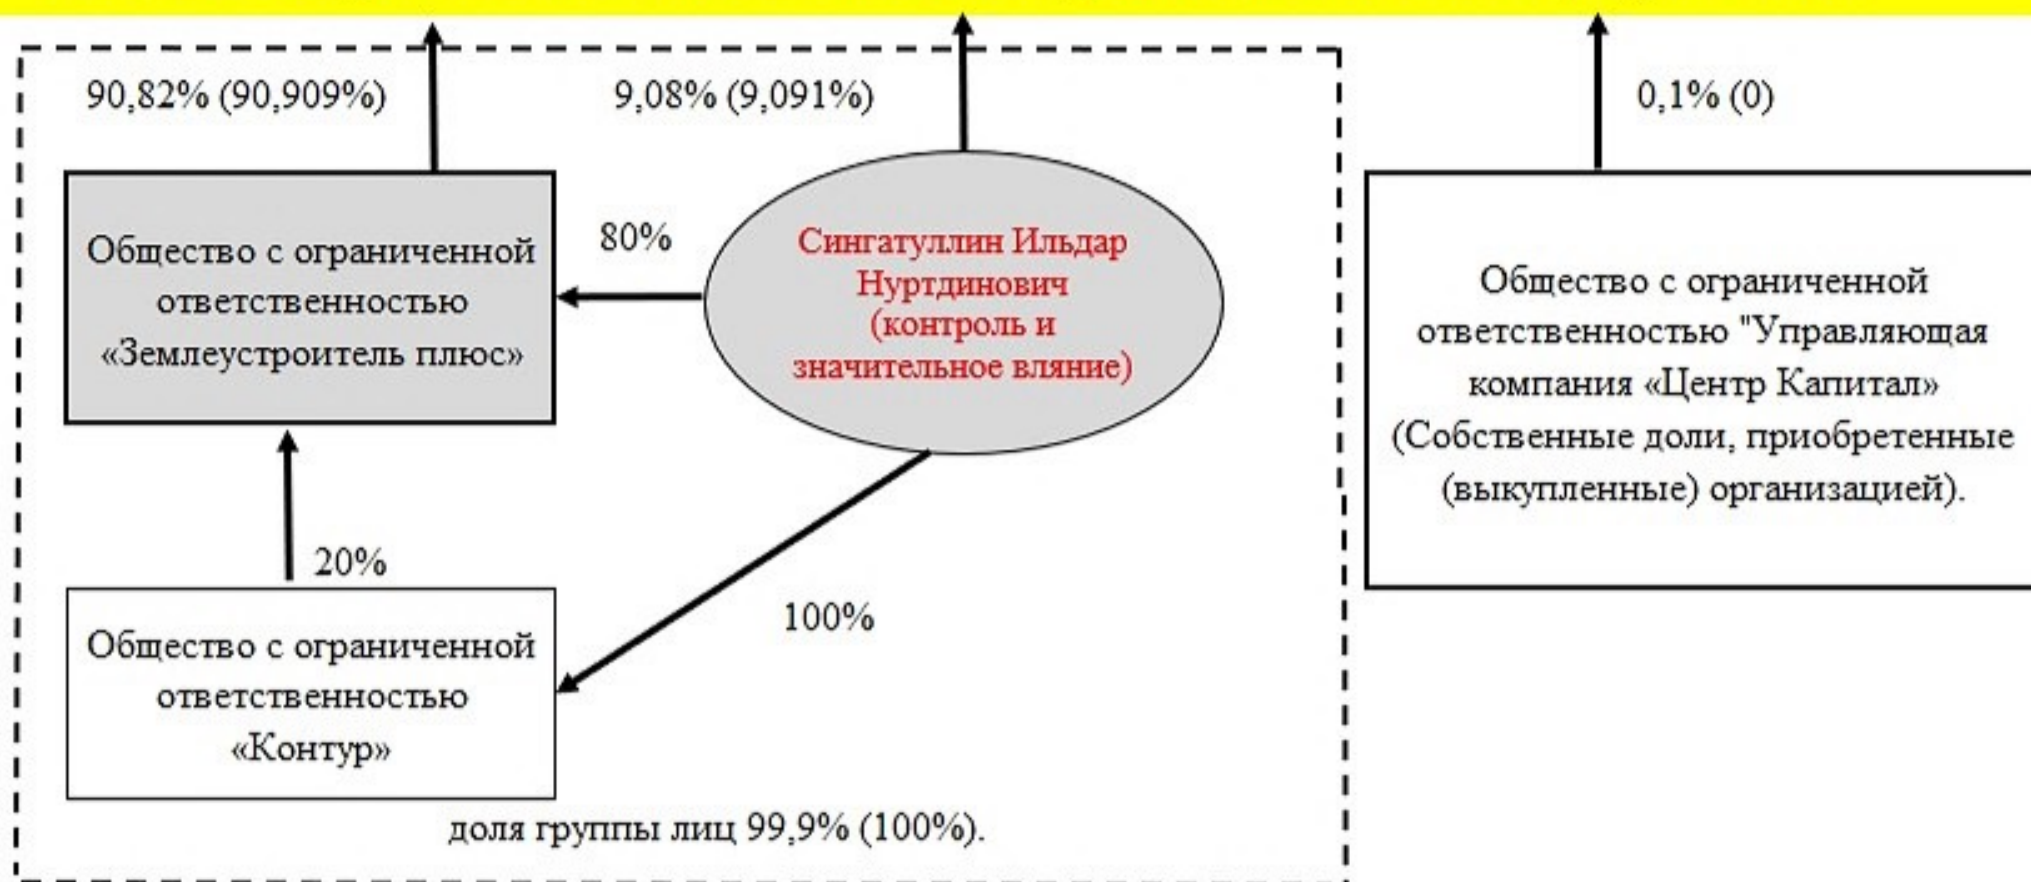 90,82% (90,909%)
9,08% (9,091%)
0,1% (0)
Общество с ограниченной
ответственностью
«Землеустроитель плюс»
80%
Сингатуллин Ильдар
Нуртдинович
(контроль и
значительное вляние)
Общество с ограниченной
ответственностью "Управляющая
компания «Центр Капитал»
(Собственные доли, приобретенные
(выкупленные) организацией).
20%
100%
Общество с ограниченной
ответственностью
«Контур»
доля группы лиц 99,9% (100%).